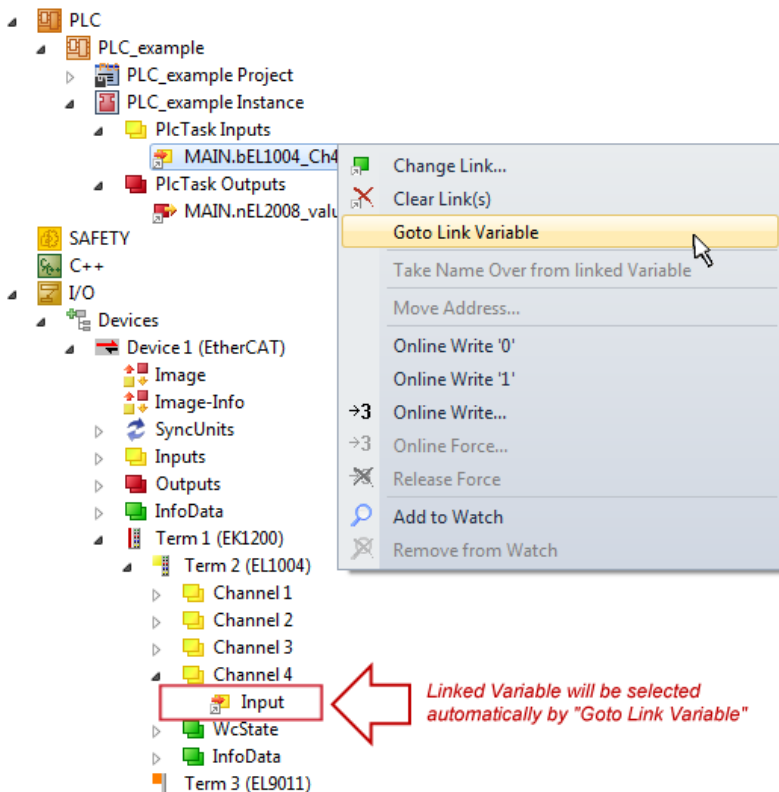 PLC
PLC_example
PLC_example Project
PLC_example Instance
PlcTask Inputs
MAIN.bEL1004_Ch4
PlcTask Outputs
MAIN.nEL2008_valu
SAFETY
C++
I/O
Devices
Device 1 (EtherCAT)
Image
Image-Info
SyncUnits
Inputs
Outputs
InfoData
Term 1 (EK1200)
Term 2 (EL1004)
Channel 1
Channel 2
Channel 3
Channel 4
Input
WcState
InfoData
Term 3 (EL9011)
Change Link...
Clear Link(s)
Goto Link Variable
Take Name Over from linked Variable
Move Address...
Online Write '0'
Online Write '1'
→3 Online Write...
→3 Online Force...
Release Force
Add to Watch
Remove from Watch
Linked Variable will be selected
automatically by "Goto Link Variable"